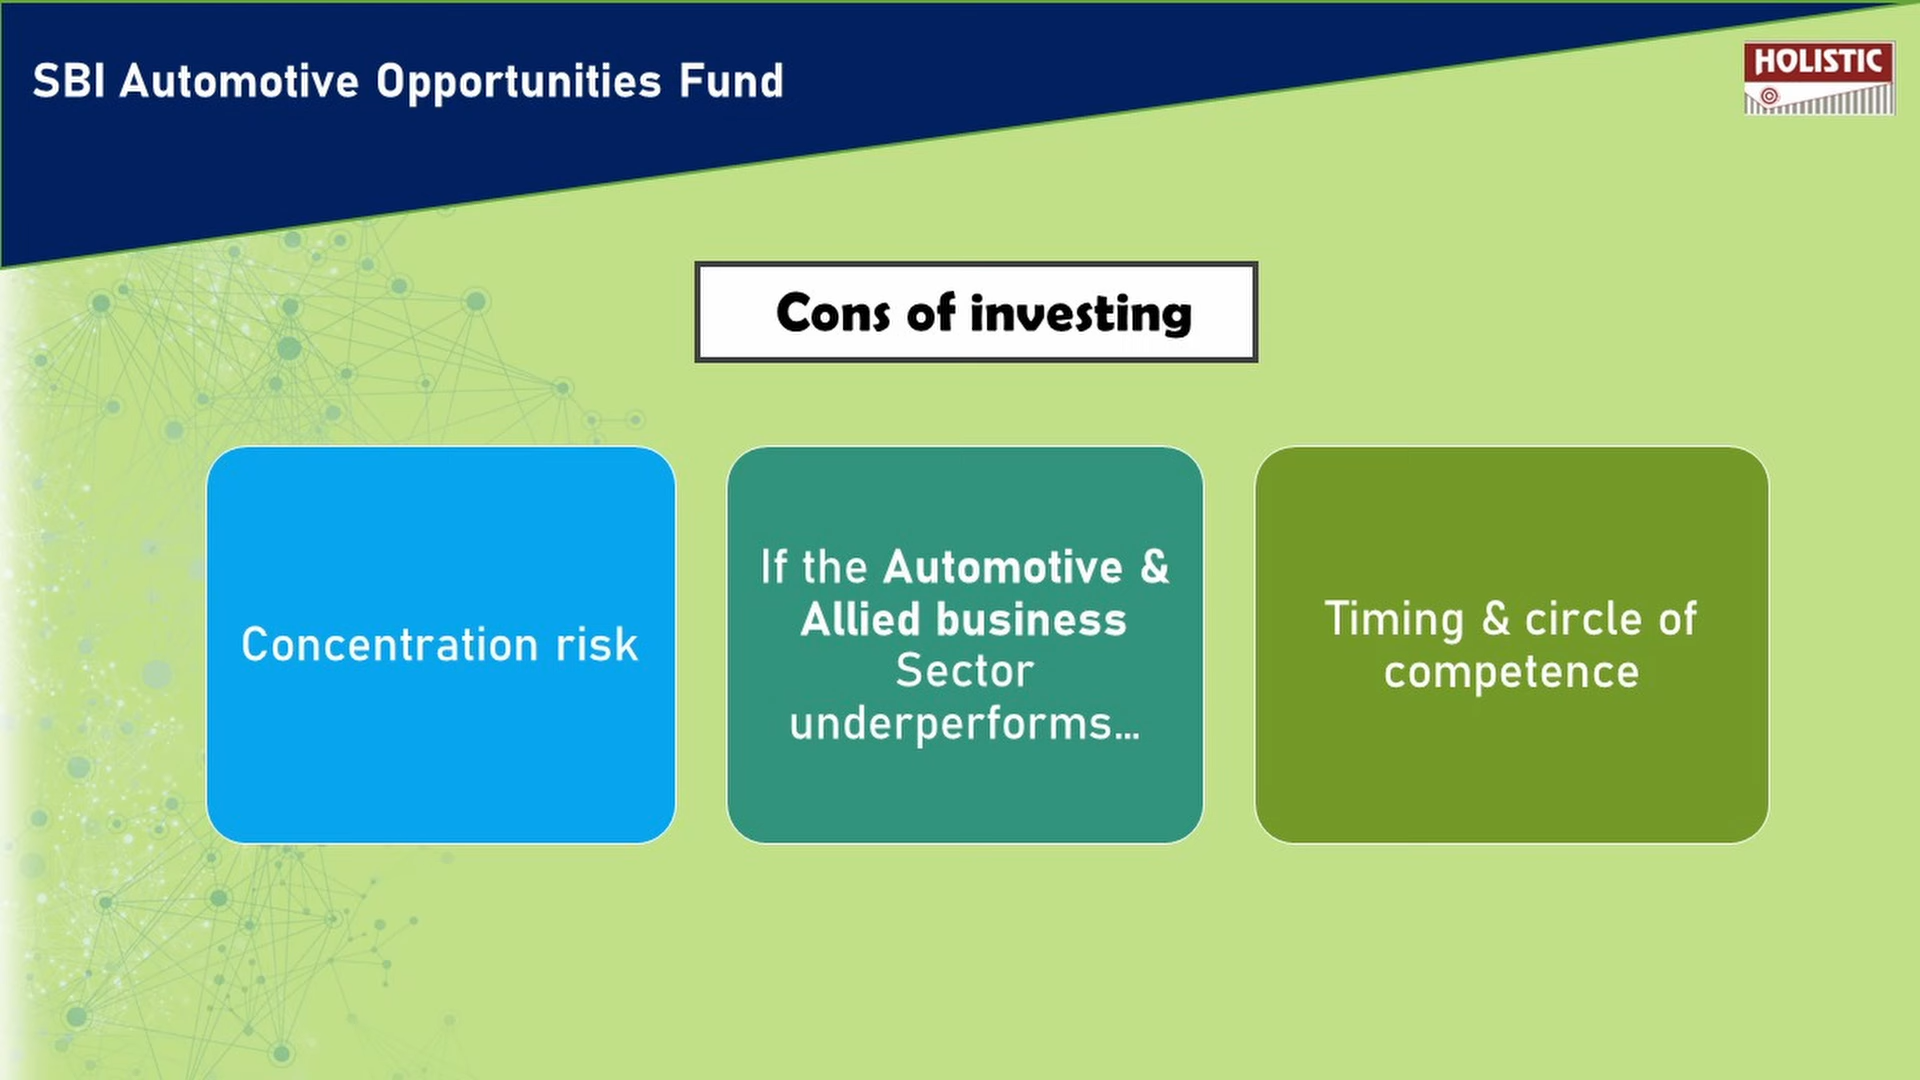 SBI Automotive Opportunities Fund
HOLISTIC
Cons of investing
Concentration risk
If the Automotive &
Allied business
Sector
underperforms...
Timing & circle of
competence